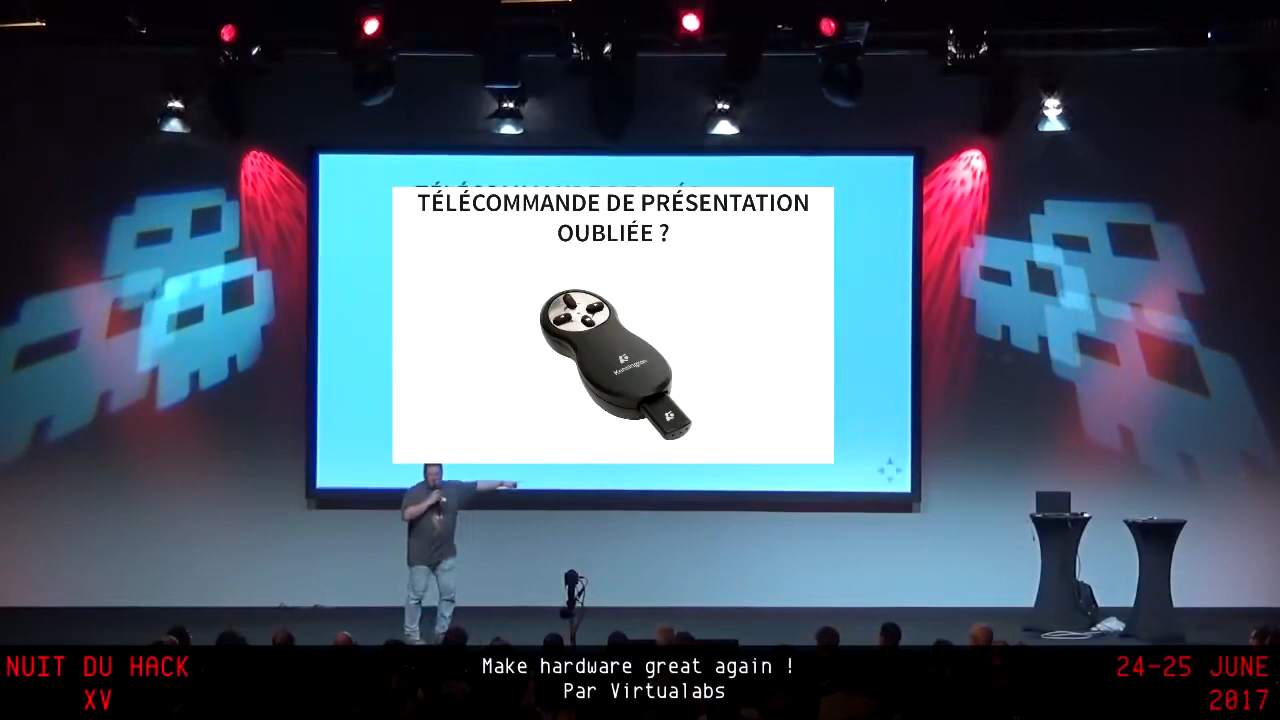 TÉLÉCOMMANDE DE PRÉSENTATION
OUBLIÉE ?
Kensington
NUIT DU HACK
XV
Make hardware great again !
Par Virtualabs
24-25 JUNE
2017